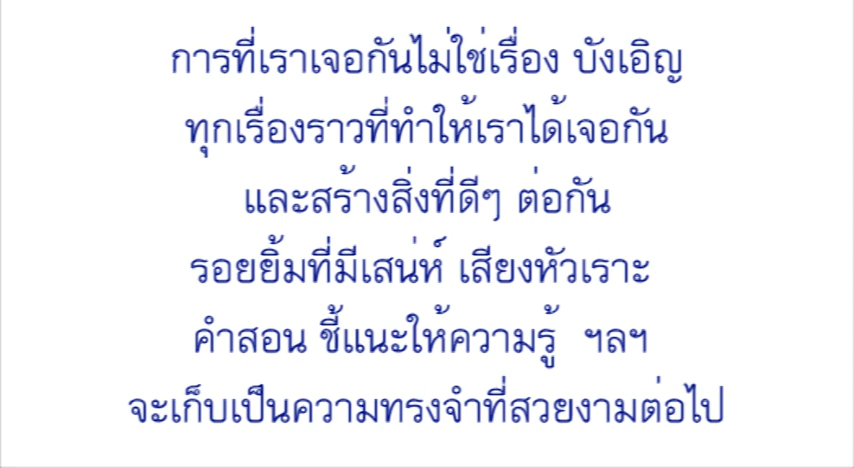 การที่เราเจอกันไม่ใช่เรื่อง บังเอิญ
ทุกเรื่องราวที่ทำให้เราได้เจอกัน
และสร้างสิ่งที่ดีๆ ต่อกัน
รอยยิ้มที่มีเสน่ห์ เสียงหัวเราะ
คำสอน ชี้แนะให้ความรู้ ฯลฯ
จะเก็บเป็นความทรงจำที่สวยงามต่อไป